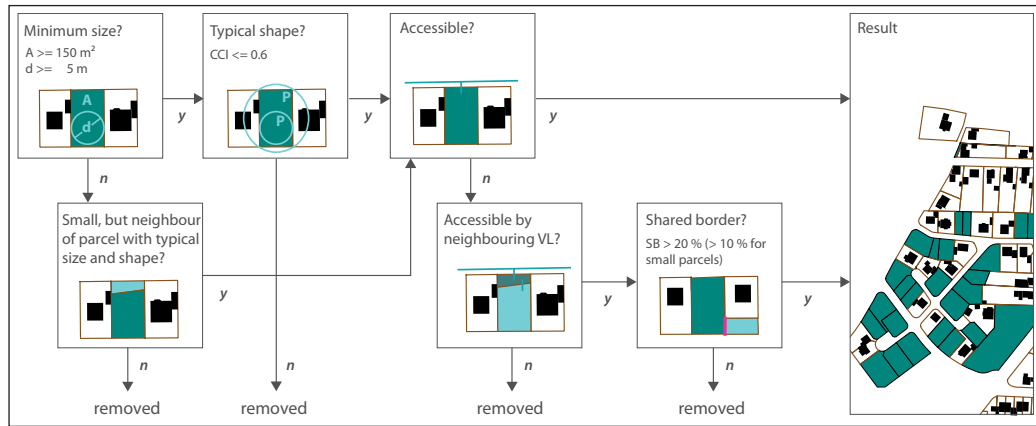 Minimum size?
A >= 150 m²
d >= 5 m
A
d
y
n
Typical shape?
CCI <= 0.6
P
P
y
n
Accessible?
y
n
Result
Small, but neighbour
of parcel with typical
size and shape?
y
n
removed
removed
Accessible by
neighbouring VL?
y
n
removed
Shared border?
SB > 20 % (> 10 % for
small parcels)
y
n
removed